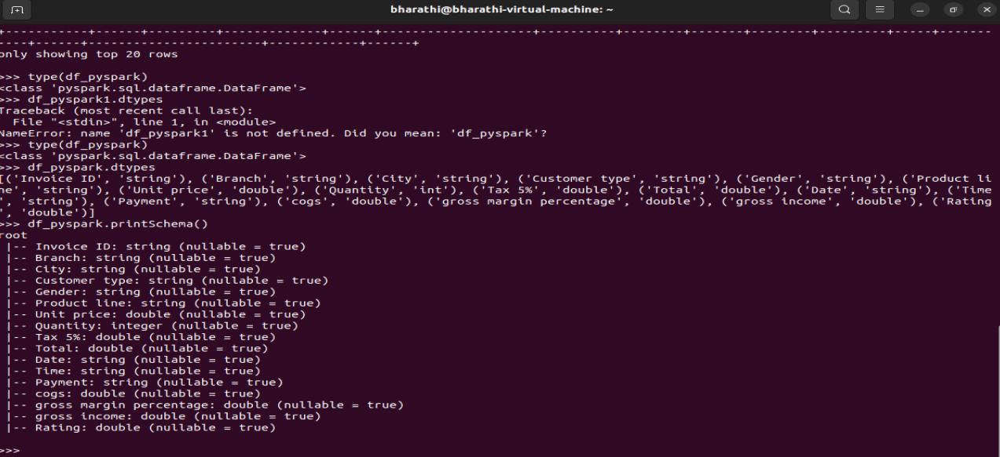 bharathi@bharathi-virtual-machine: ~
+-----------+------+---------+-------------+------+--------------------+----------+--------+-------+--------+---------+-----+-------
----+------+-----------------------+------------+------+
only showing top 20 rows
>>> type(df_pyspark)
<class 'pyspark.sql.dataframe.DataFrame'>
>>> df_pyspark1.dtypes
Traceback (most recent call last):
  File "<stdin>", line 1, in <module>
NameError: name 'df_pyspark1' is not defined. Did you mean: 'df_pyspark'?
>>> type(df_pyspark)
<class 'pyspark.sql.dataframe.DataFrame'>
>>> df_pyspark.dtypes
[('Invoice ID', 'string'), ('Branch', 'string'), ('City', 'string'), ('Customer type', 'string'), ('Gender', 'string'), ('Product li
ne', 'string'), ('Unit price', 'double'), ('Quantity', 'int'), ('Tax 5%', 'double'), ('Total', 'double'), ('Date', 'string'), ('Time
', 'string'), ('Payment', 'string'), ('cogs', 'double'), ('gross margin percentage', 'double'), ('gross income', 'double'), ('Rating
', 'double')]
>>> df_pyspark.printSchema()
root
 |-- Invoice ID: string (nullable = true)
 |-- Branch: string (nullable = true)
 |-- City: string (nullable = true)
 |-- Customer type: string (nullable = true)
 |-- Gender: string (nullable = true)
 |-- Product line: string (nullable = true)
 |-- Unit price: double (nullable = true)
 |-- Quantity: integer (nullable = true)
 |-- Tax 5%: double (nullable = true)
 |-- Total: double (nullable = true)
 |-- Date: string (nullable = true)
 |-- Time: string (nullable = true)
 |-- Payment: string (nullable = true)
 |-- cogs: double (nullable = true)
 |-- gross margin percentage: double (nullable = true)
 |-- gross income: double (nullable = true)
 |-- Rating: double (nullable = true)
>>>